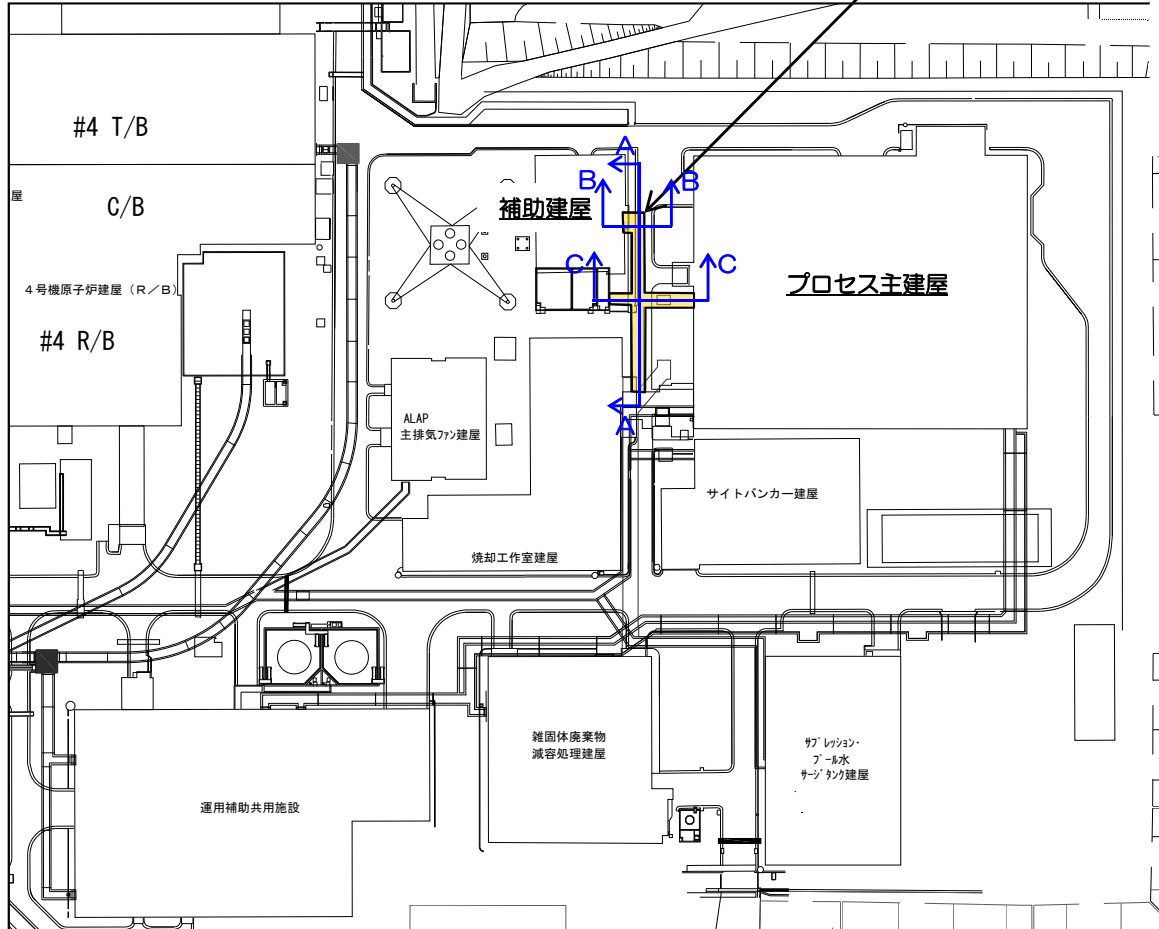 #4 T/B
屋
C/B
4号機原子炉建屋(R/B)
#4 R/B
補助建屋
A
B
B
C
C
A
プロセス主建屋
ALAP
主排気ファン建屋
サイトバンカー建屋
焼却工作室建屋
雑固体廃棄物
減容処理建屋
サプレッション・
プール水
サージタンク建屋
運用補助共用施設